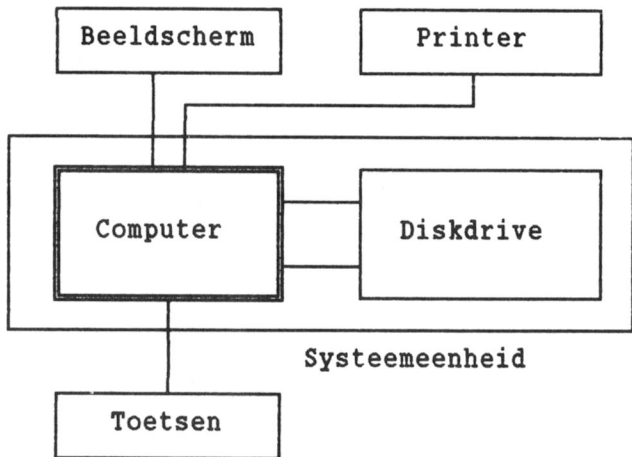 Beeldscherm
Printer
Computer
Diskdrive
Systeemeenheid
Toetsen